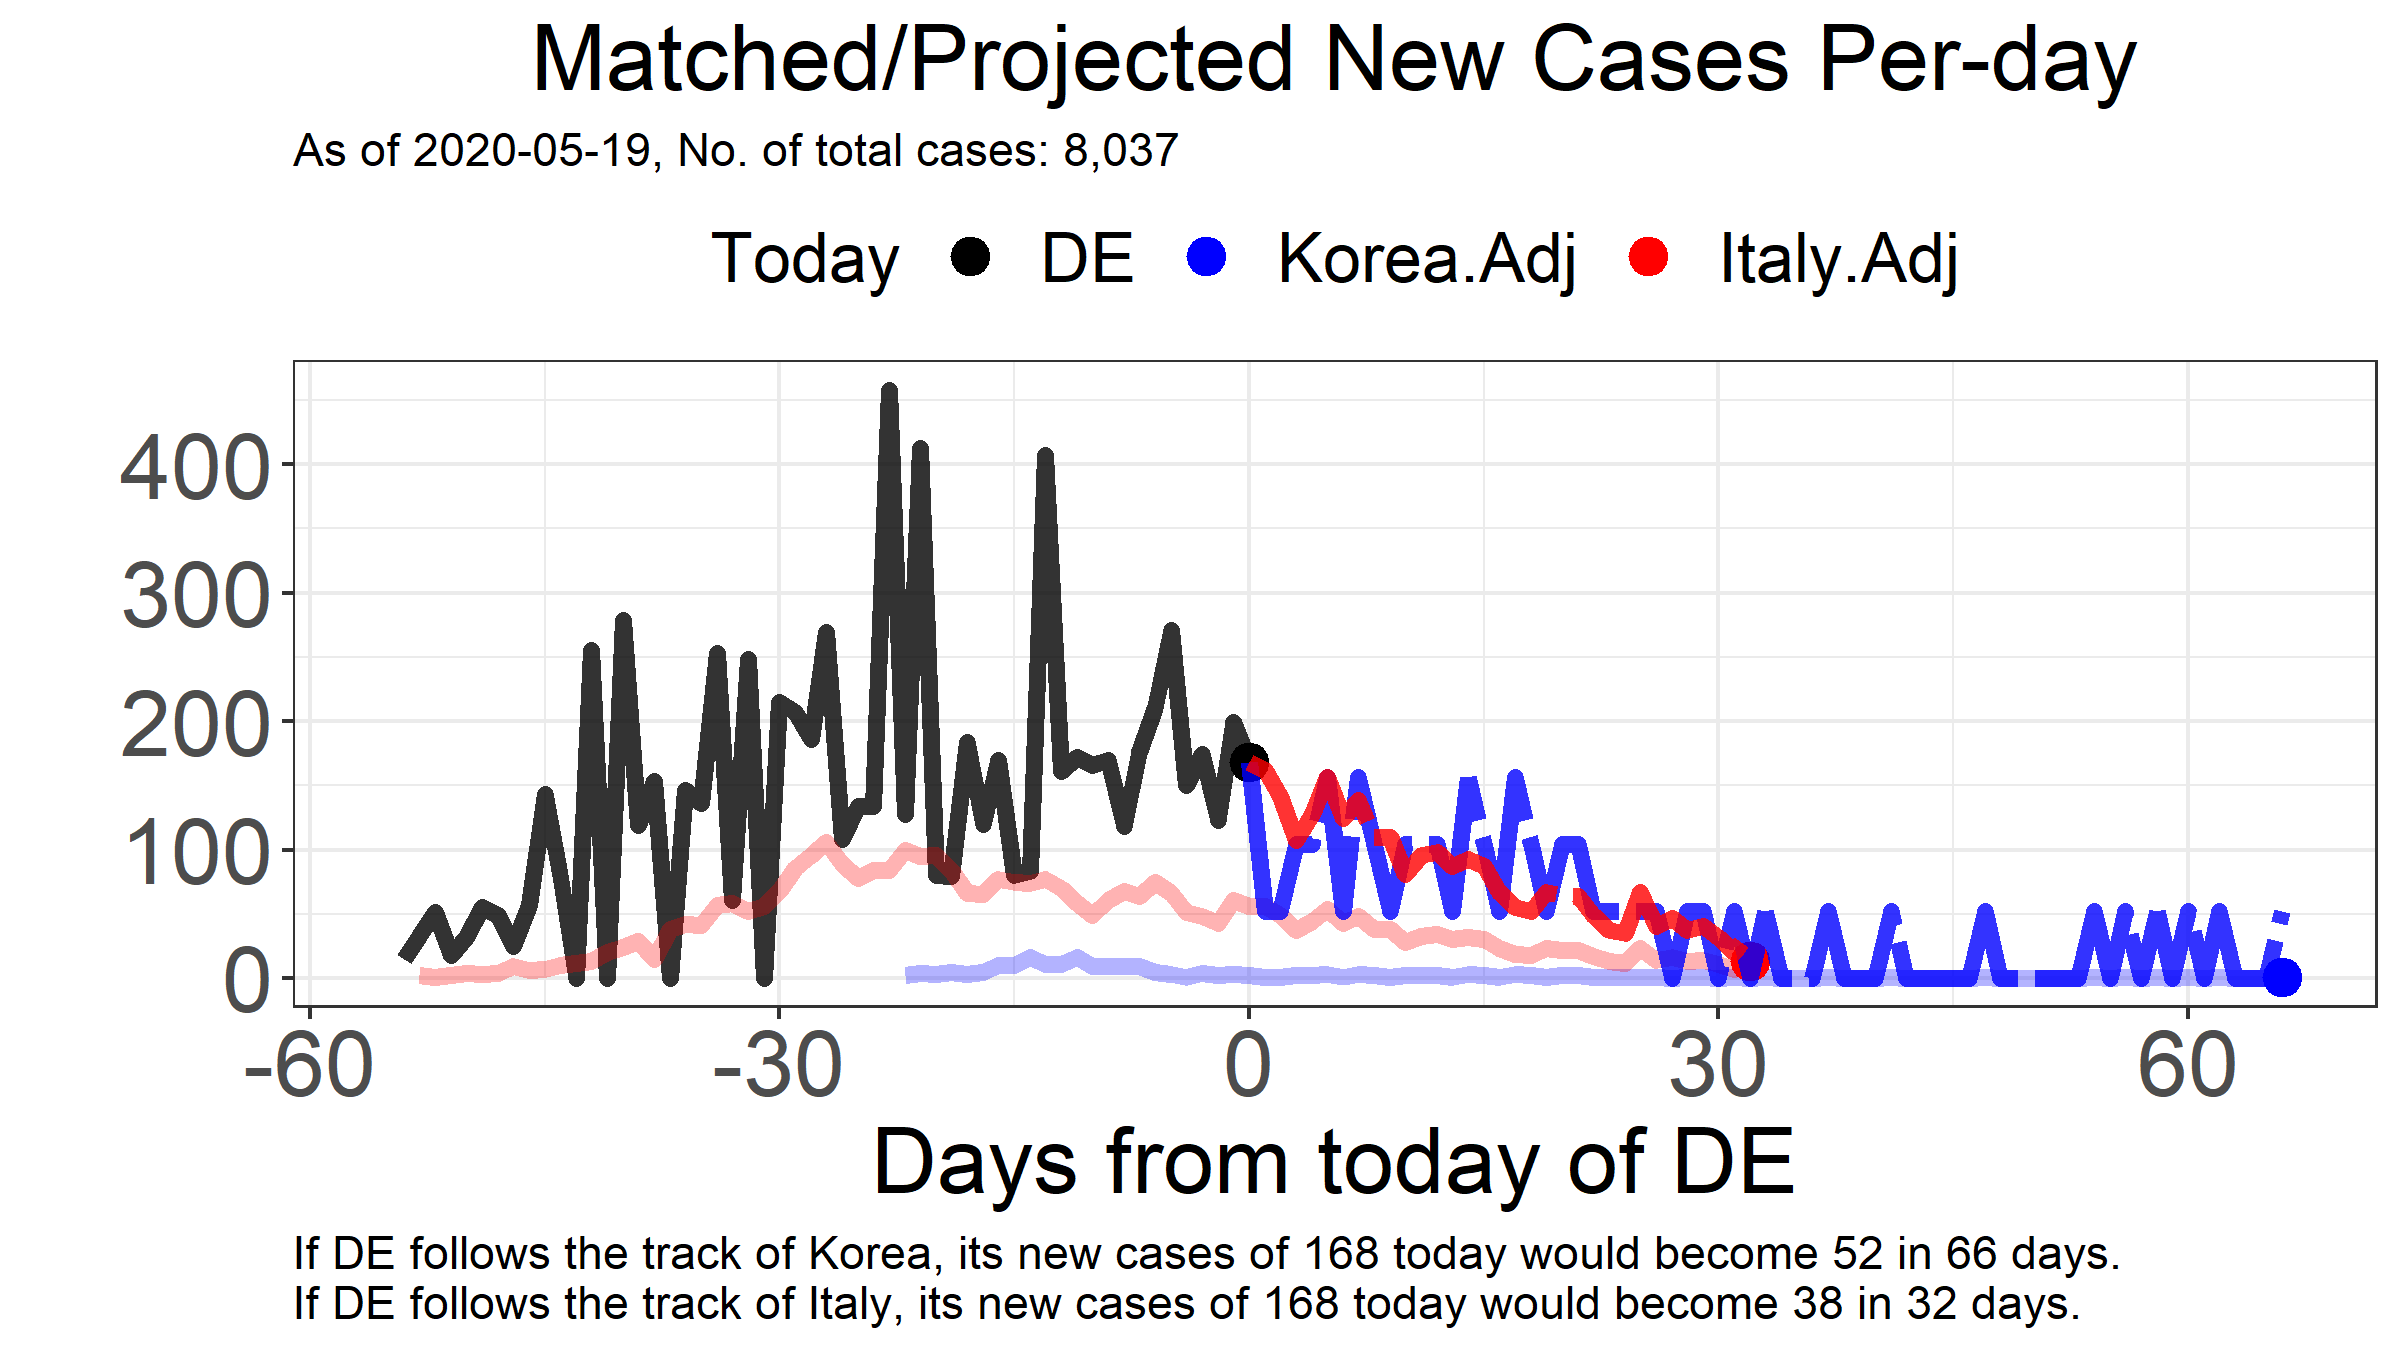 Matched/Projected New Cases Per-day
As of 2020-05-19, No. of total cases: 8,037
Today DE Korea.Adj Italy.Adj
400
300
200
100
0
-60 -30 0 30 60
Days from today of DE
If DE follows the track of Korea, its new cases of 168 today would become 52 in 66 days.
If DE follows the track of Italy, its new cases of 168 today would become 38 in 32 days.